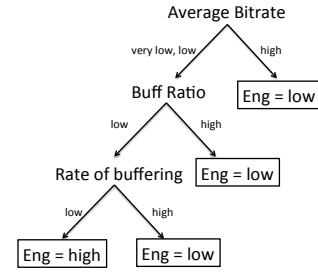 Average Bitrate
very low, low
high
Buff Ratio
Eng = low
low
high
Rate of buffering
Eng = low
low
high
Eng = high
Eng = low